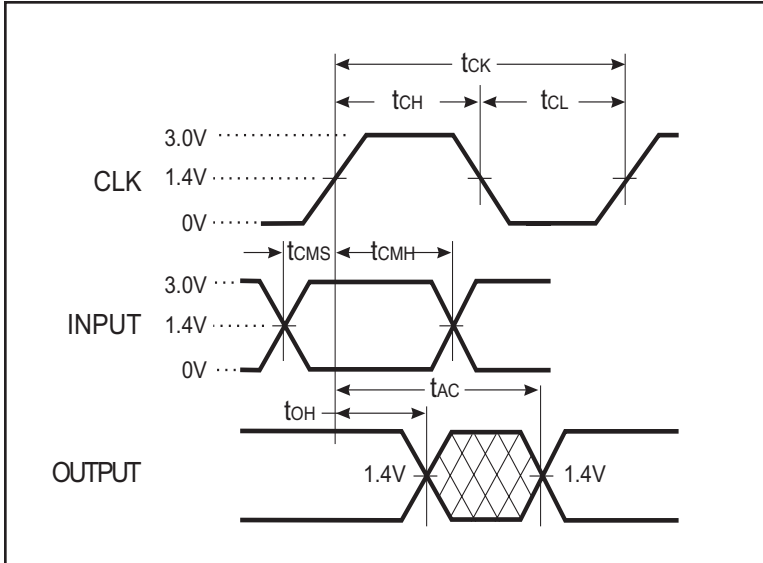 tCK
tCH tCL
3.0V
CLK 1.4V
0V
tCMS tCMH
3.0V
INPUT 1.4V
0V
tAC
tOH
OUTPUT 1.4V 1.4V